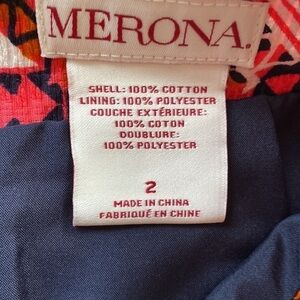 MERONA.
SHELL: 100% COTTON
LINING: 100% POLYESTER
COUCHE EXTÉRIEURE:
100% COTON
DOUBLURE:
100% POLYESTER
2
MADE IN CHINA
FABRIQUÉ EN CHINE